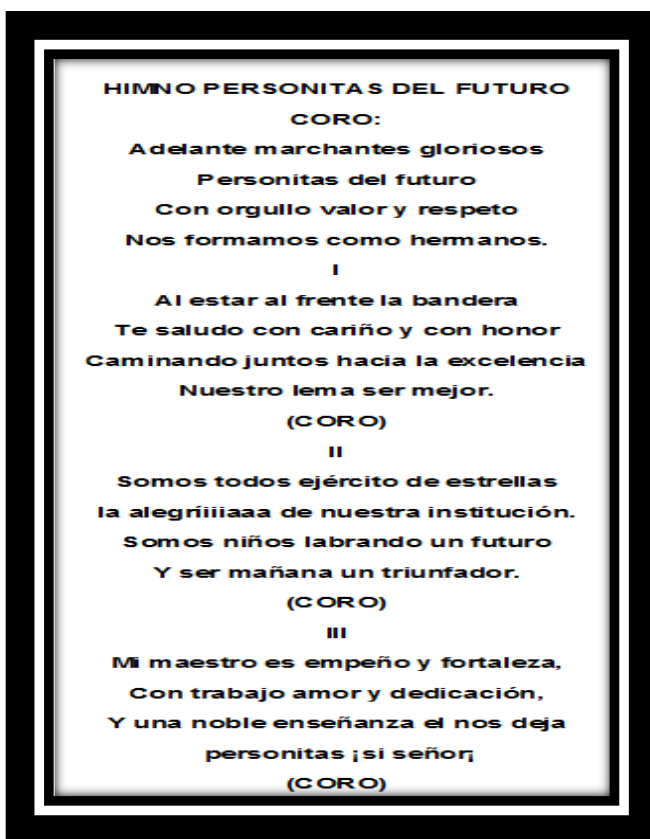 HIMNO PERSONITAS DEL FUTURO
CORO:
Adelante marchantes gloriosos
Personitas del futuro
Con orgullo valor y respeto
Nos formamos como hermanos.
I
Al estar al frente la bandera
Te saludo con cariño y con honor
Caminando juntos hacia la excelencia
Nuestro lema ser mejor.
(CORO)
II
Somos todos ejército de estrellas
la alegríiiiaaa de nuestra institución.
Somos niños labrando un futuro
Y ser mañana un triunfador.
(CORO)
III
Mi maestro es empeño y fortaleza,
Con trabajo amor y dedicación,
Y una noble enseñanza el nos deja
personitas ¡si señor¡
(CORO)